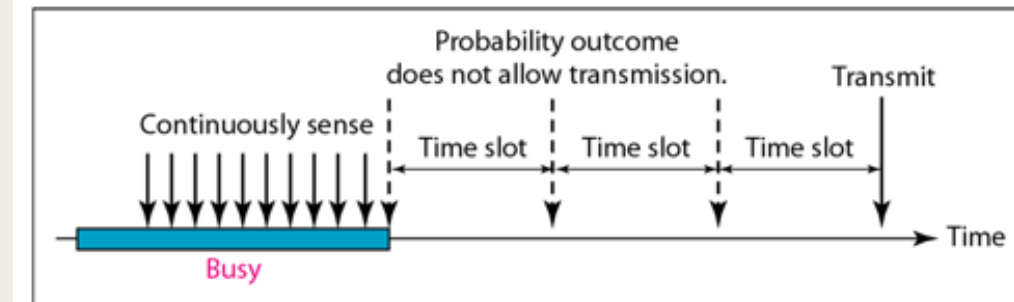 Probability outcome
does not allow transmission.
Transmit
Continuously sense
Time slot Time slot Time slot
Time
Busy